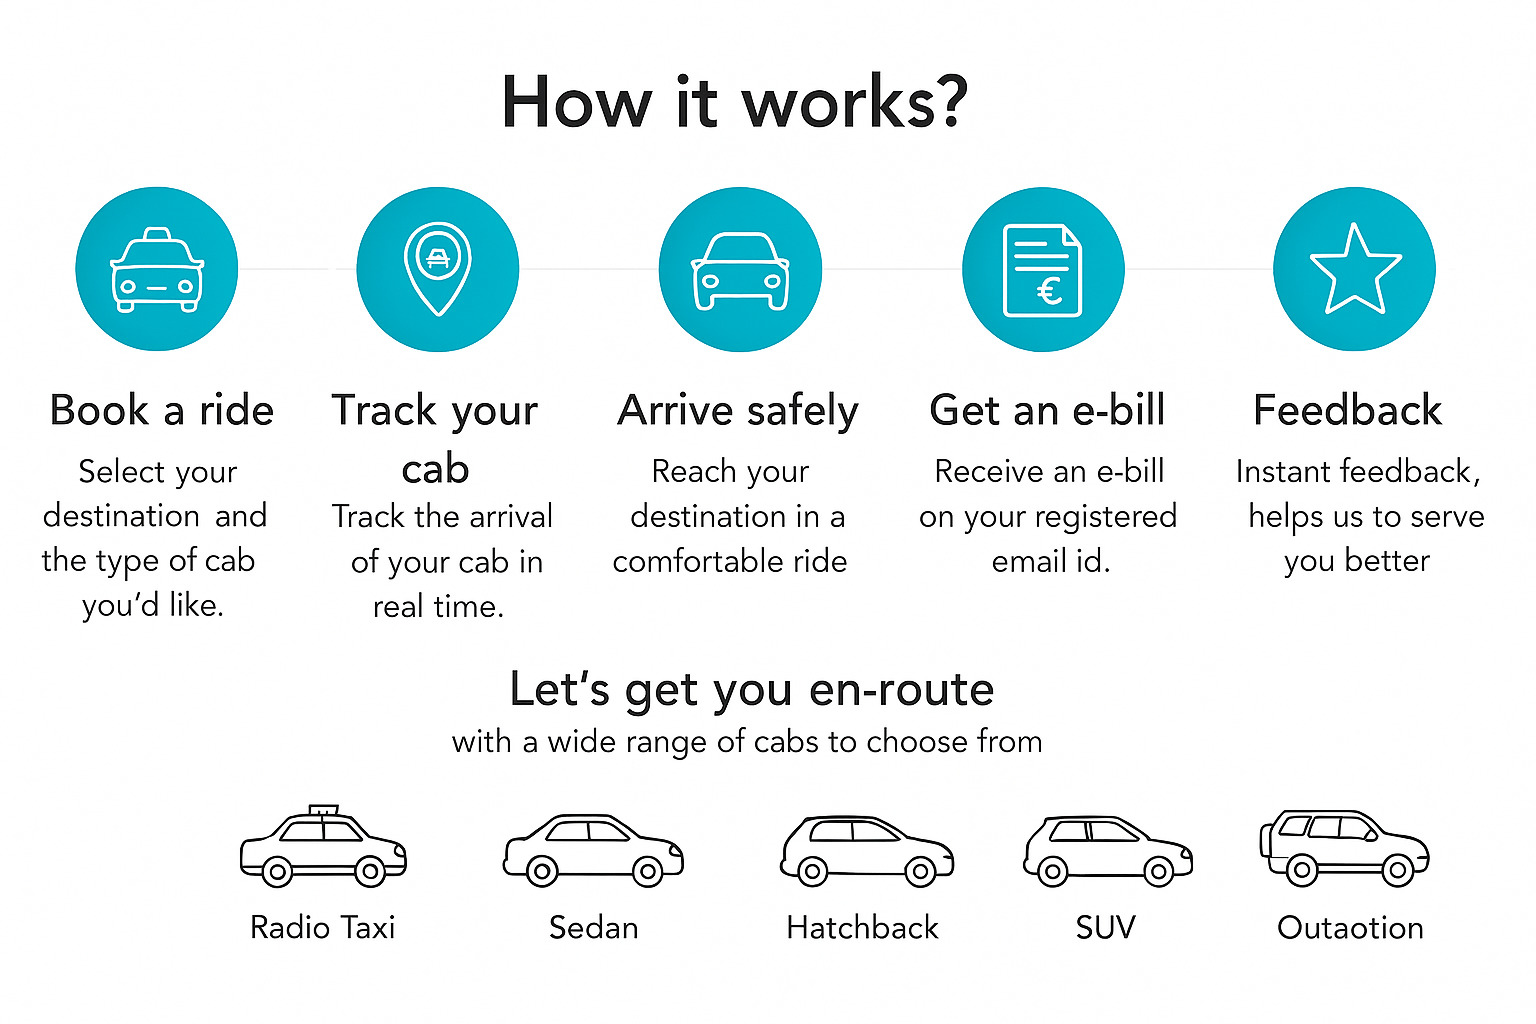 How it works?
Book a ride
Select your
destination and
the type of cab
you'd like.
Track your
cab
Track the arrival
of your cab in
real time.
Arrive safely
Reach your
destination in a
comfortable ride
Get an e-bill
Receive an e-bill
on your registered
email id.
€
Feedback
Instant feedback,
helps us to serve
you better
Let's get you en-route
with a wide range of cabs to choose from
Radio Taxi
Sedan
Hatchback
SUV
Outaotion